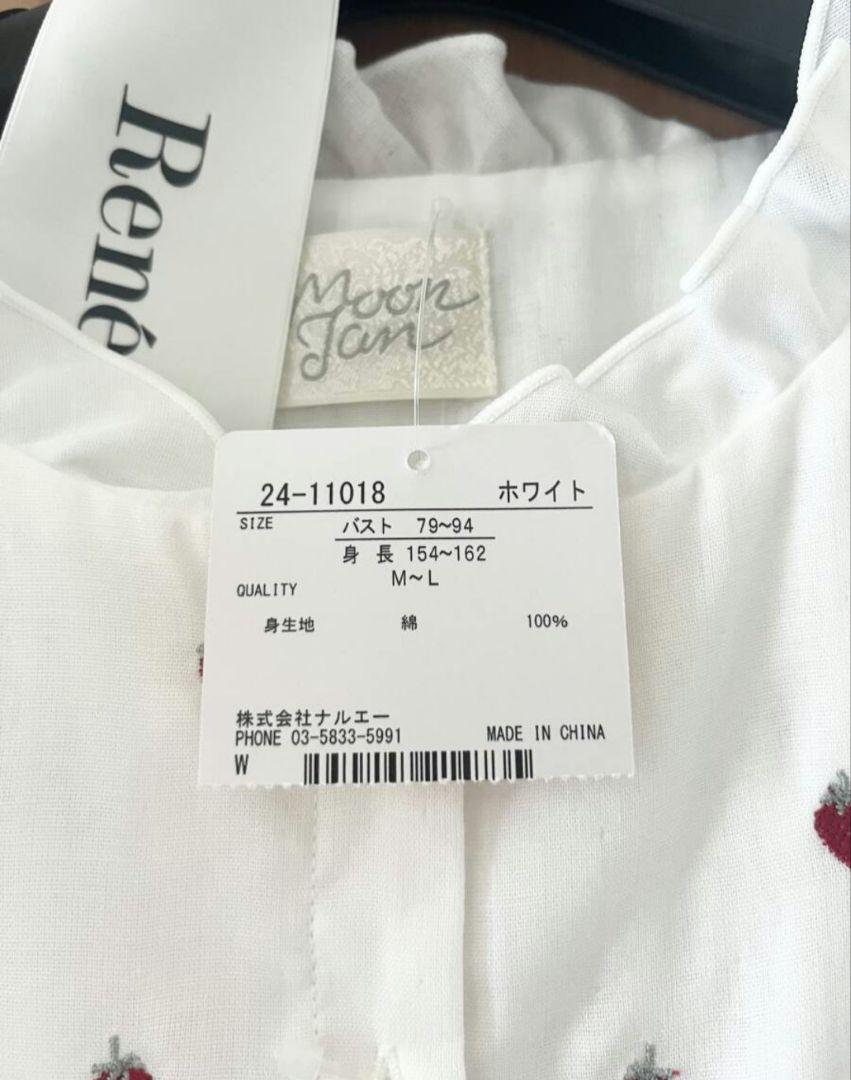 René
Moon
Jan
24-11018 ホワイト
SIZE バスト 79~94
身 長 154~162
M~L
QUALITY
身生地 綿 100%
株式会社ナルエー
PHONE 03-5833-5991 MADE IN CHINA
W